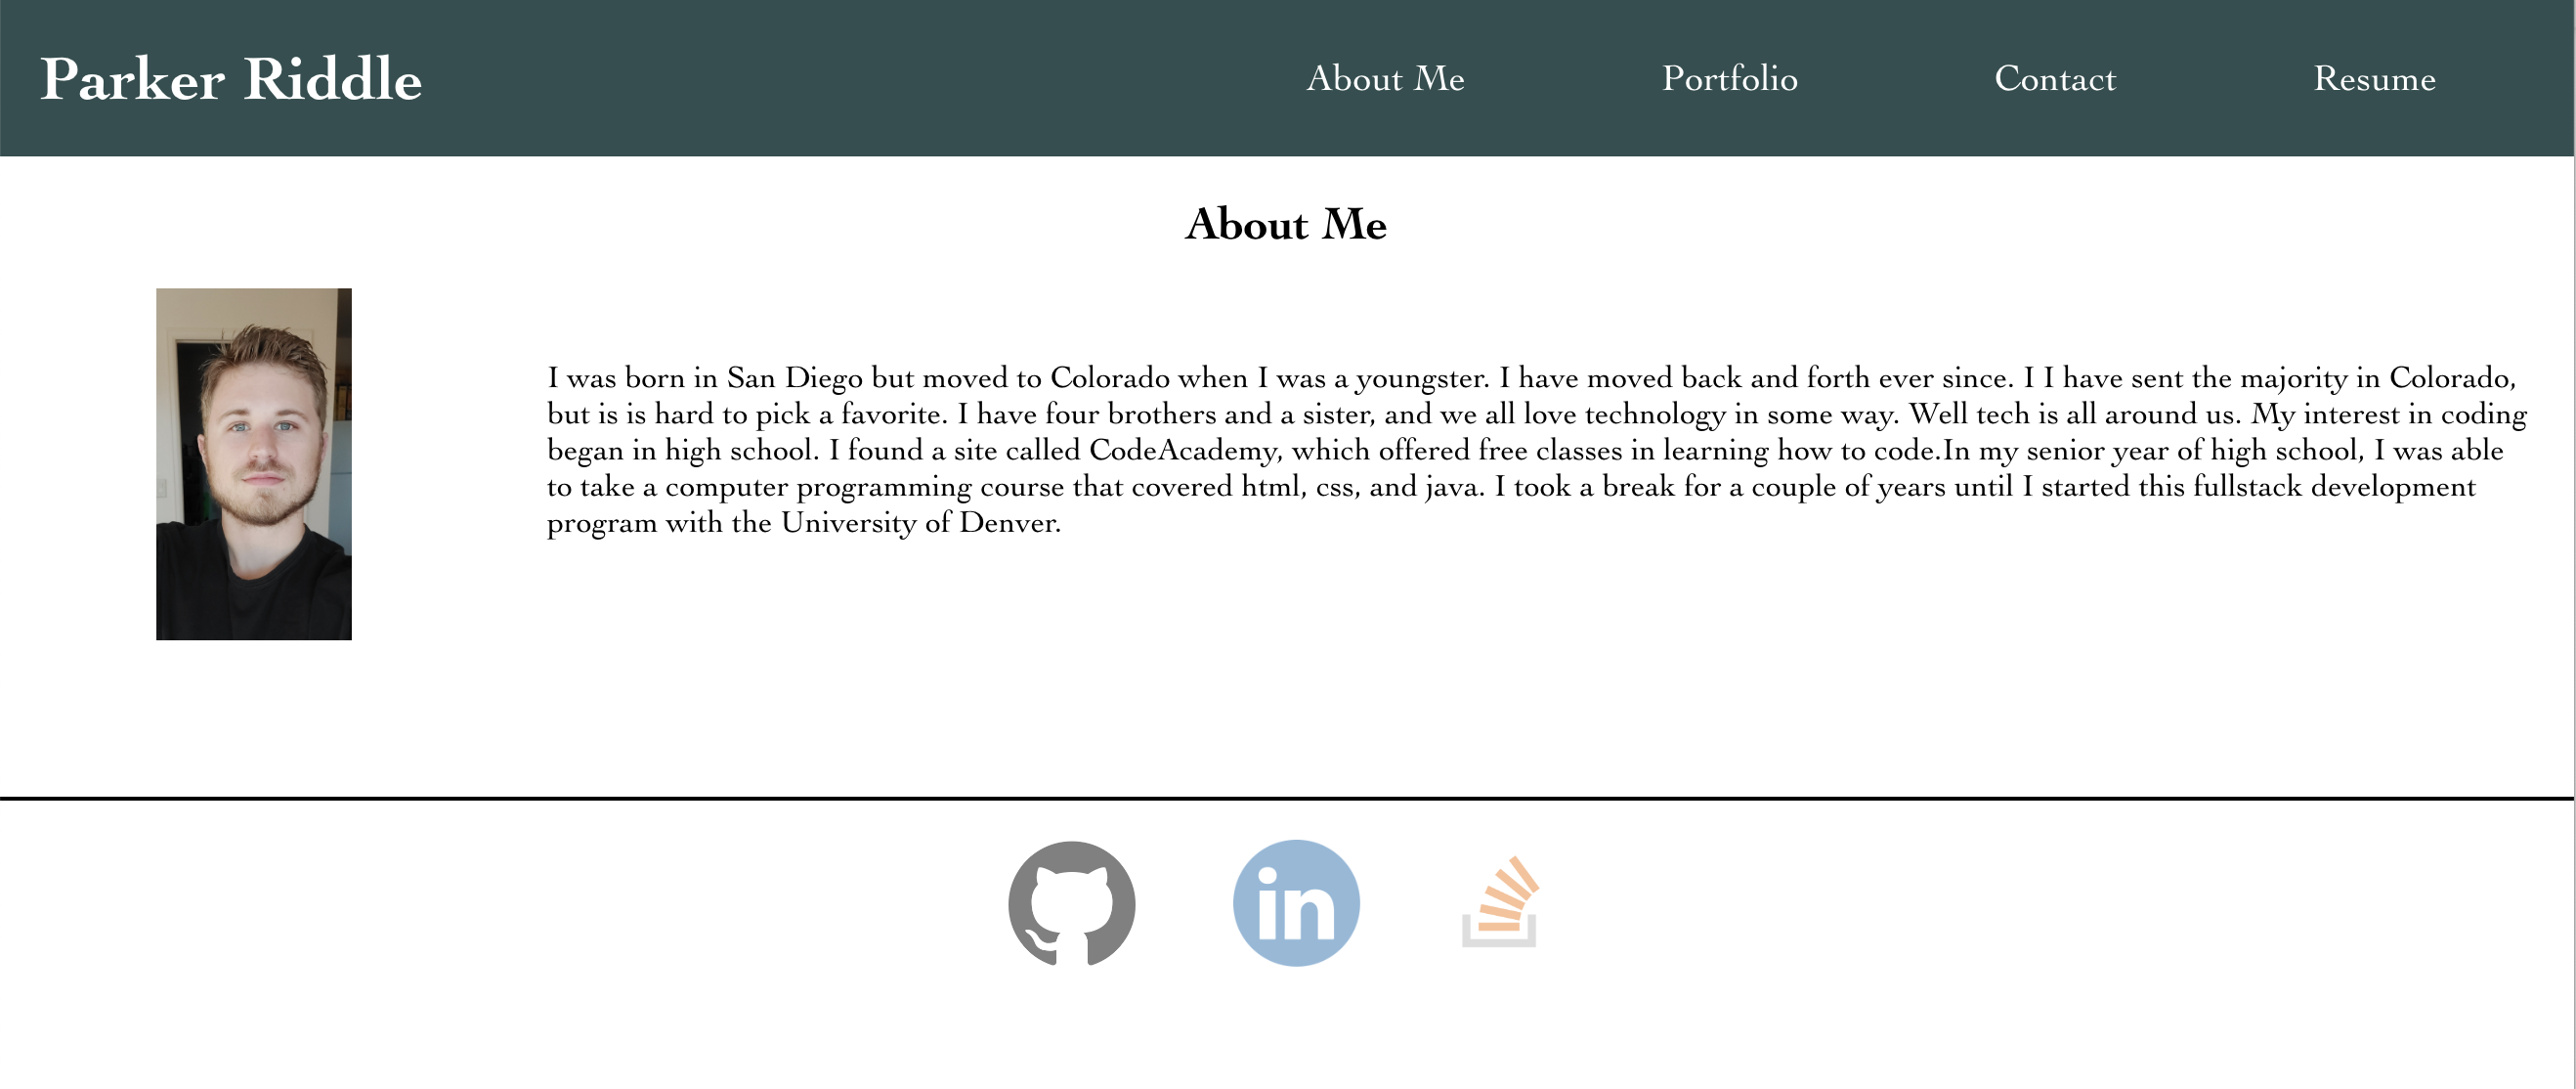 Parker Riddle
About Me
Portfolio
Contact
Resume
About Me
I was born in San Diego but moved to Colorado when I was a youngster. I have moved back and forth ever since. I I have sent the majority in Colorado,
but is is hard to pick a favorite. I have four brothers and a sister, and we all love technology in some way. Well tech is all around us. My interest in coding
began in high school. I found a site called CodeAcademy, which offered free classes in learning how to code.In my senior year of high school, I was able
to take a computer programming course that covered html, css, and java. I took a break for a couple of years until I started this fullstack development
program with the University of Denver.
in